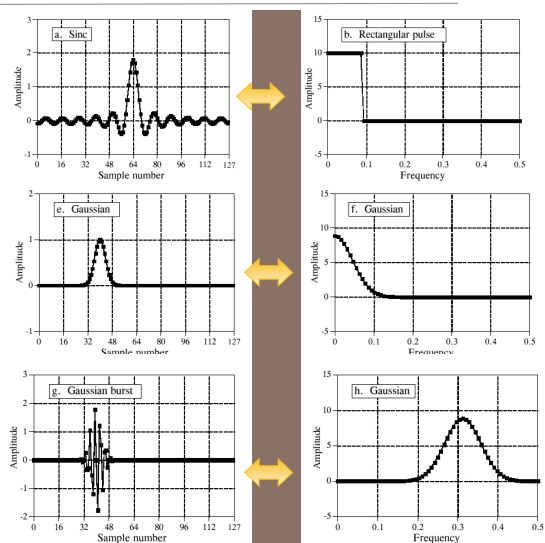 a. Sinc
3
2
1
0
-1
Amplitude
0 16 32 48 64 80 96 112 127
Sample number
b. Rectangular pulse
15
10
5
0
-5
Amplitude
0 0.1 0.2 0.3 0.4 0.5
Frequency
e. Gaussian
2
1
0
-1
Amplitude
0 16 32 48 64 80 96 112 127
Sample number
f. Gaussian
15
10
5
0
-5
Amplitude
0 0.1 0.2 0.3 0.4 0.5
Frequency
g. Gaussian burst
3
2
1
0
-1
-2
Amplitude
0 16 32 48 64 80 96 112 127
Sample number
h. Gaussian
15
10
5
0
-5
Amplitude
0 0.1 0.2 0.3 0.4 0.5
Frequency